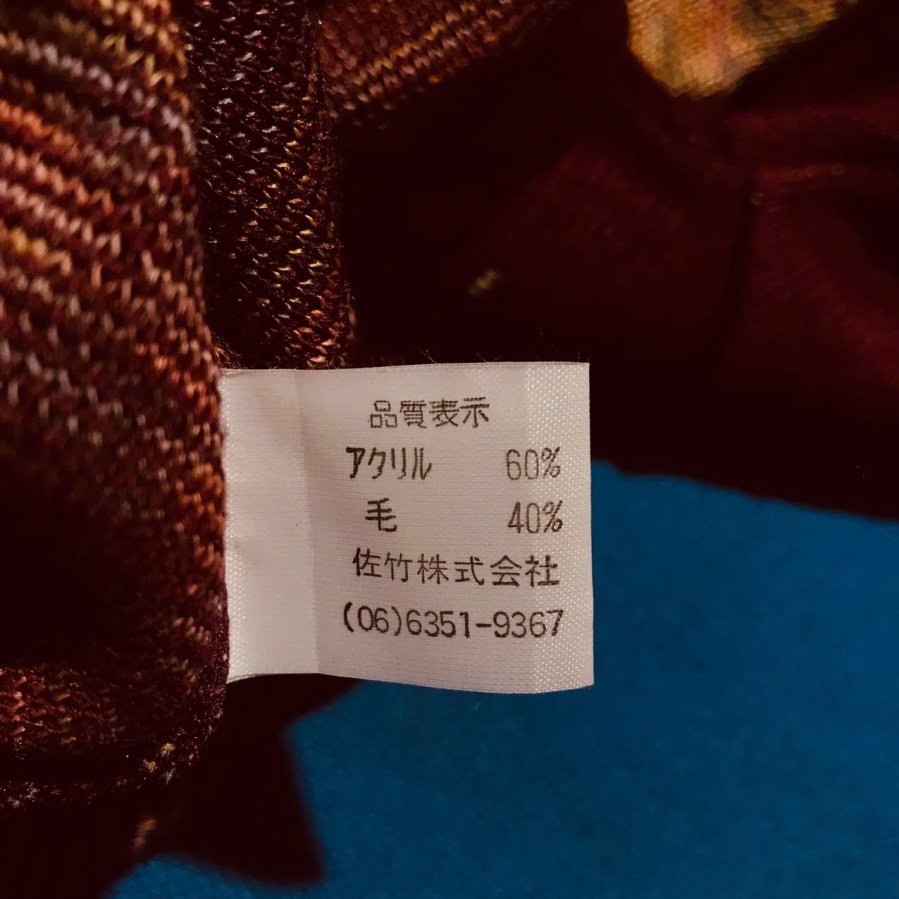 品質表示
アクリル 60%
毛 40%
佐竹株式会社
(06)6351-9367